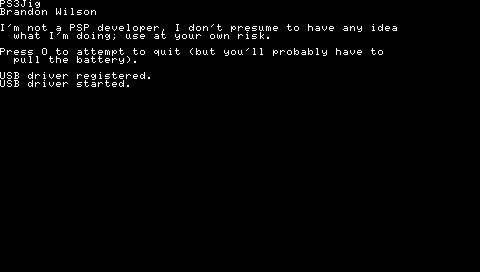 PS3Jig
Brandon Wilson
I'm not a PSP developer, I don't presume to have any idea
what I'm doing; use at your own risk.
Press O to attempt to quit (but you'll probably have to
pull the battery).
USB driver registered.
USB driver started.